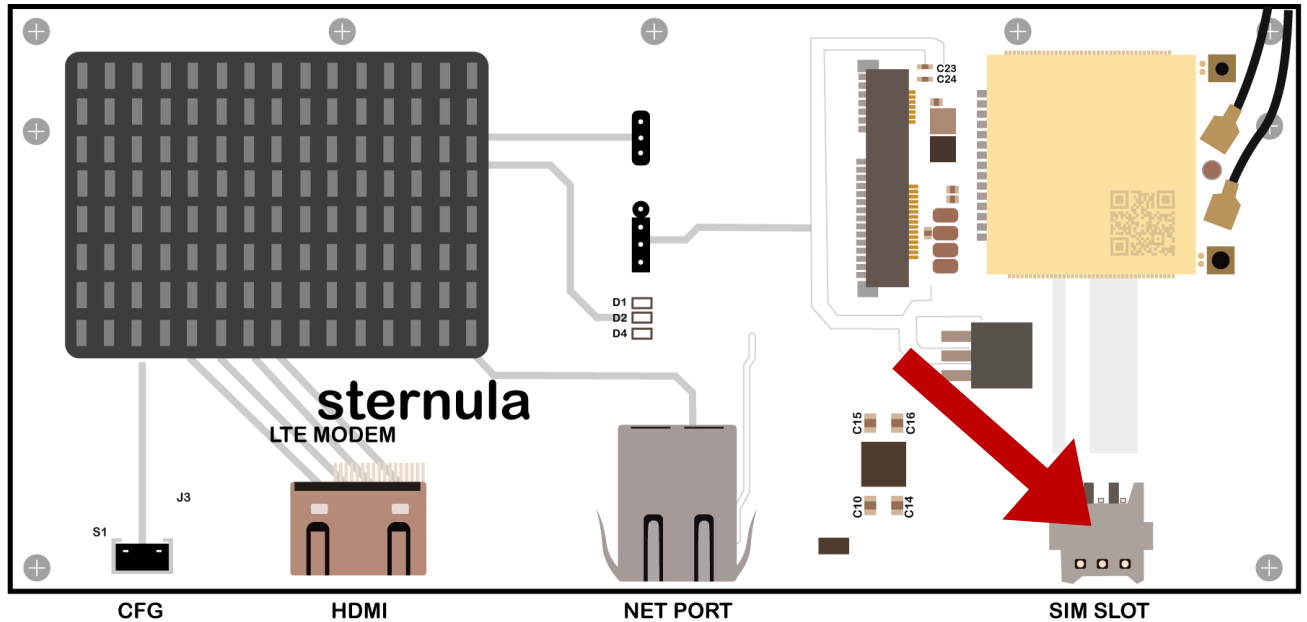 C23
C24
D1
D2
D4
sternula
LTE MODEM
C15
C16
J3
S1
C10
C14
CFG
HDMI
NET PORT
SIM SLOT